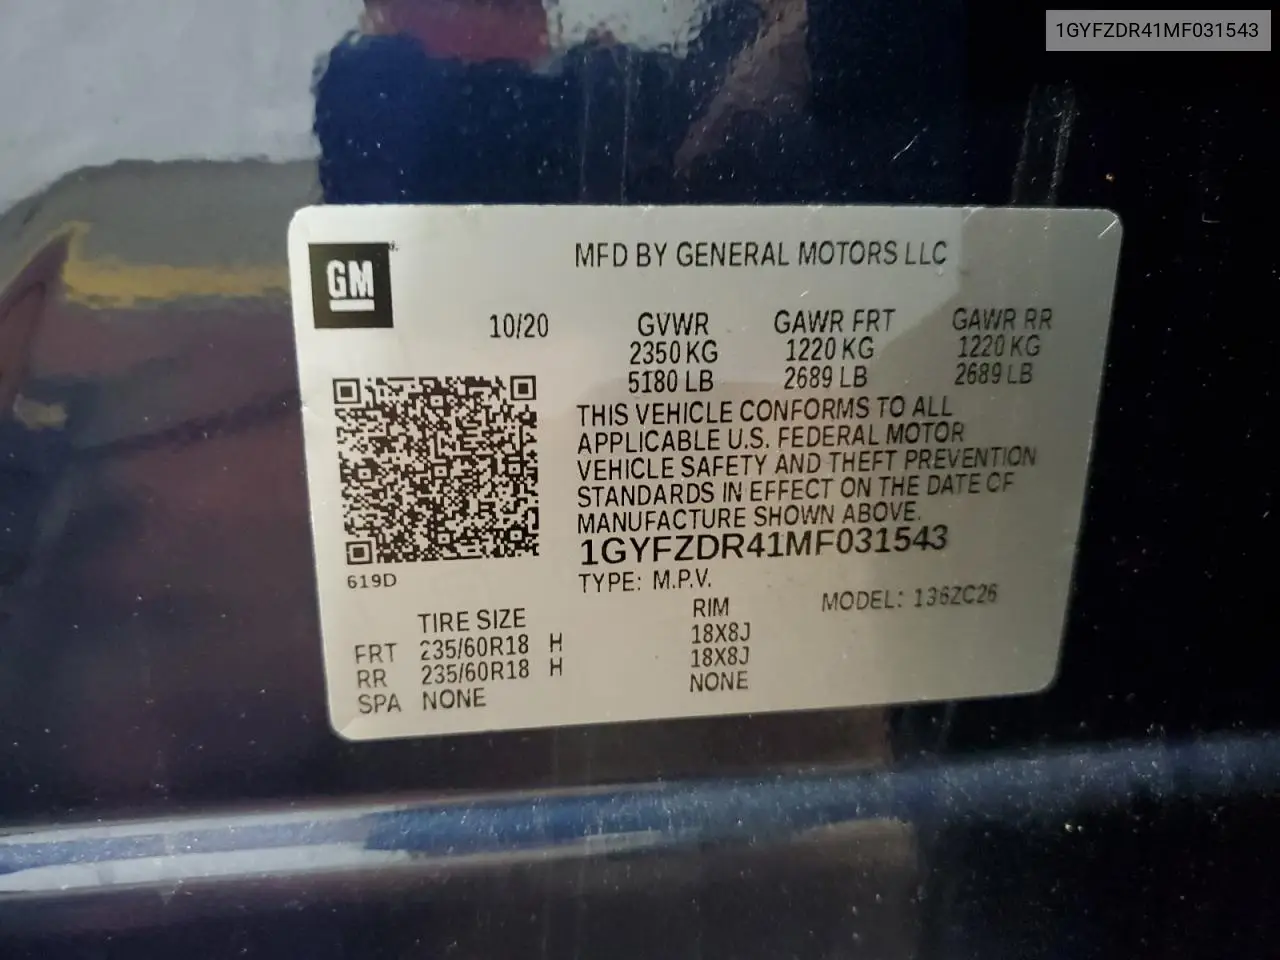 1GYFZDR41MF031543
GM
MFD BY GENERAL MOTORS LLC
10/20 GVWR GAWR FRT GAWR RR
2350 KG 1220 KG 1220 KG
5180 LB 2689 LB 2689 LB
THIS VEHICLE CONFORMS TO ALL
APPLICABLE U.S. FEDERAL MOTOR
VEHICLE SAFETY AND THEFT PREVENTION
STANDARDS IN EFFECT ON THE DATE OF
MANUFACTURE SHOWN ABOVE.
1GYFZDR41MF031543
619D
TYPE: M.P.V. MODEL: 136ZC26
TIRE SIZE RIM
FRT 235/60R18 H 18X8J
RR 235/60R18 H 18X8J
SPA NONE NONE